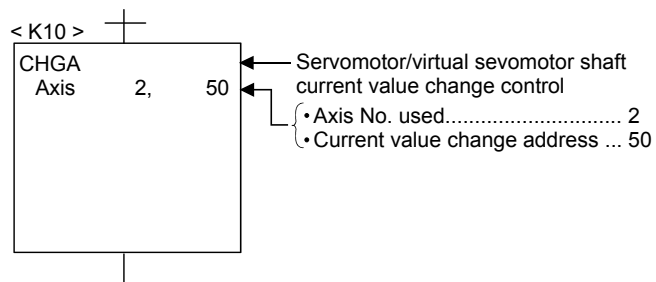 < K10 >
CHGA
Axis 2, 50
Servomotor/virtual sevomotor shaft
current value change control
•Axis No. used............................. 2
•Current value change address ... 50